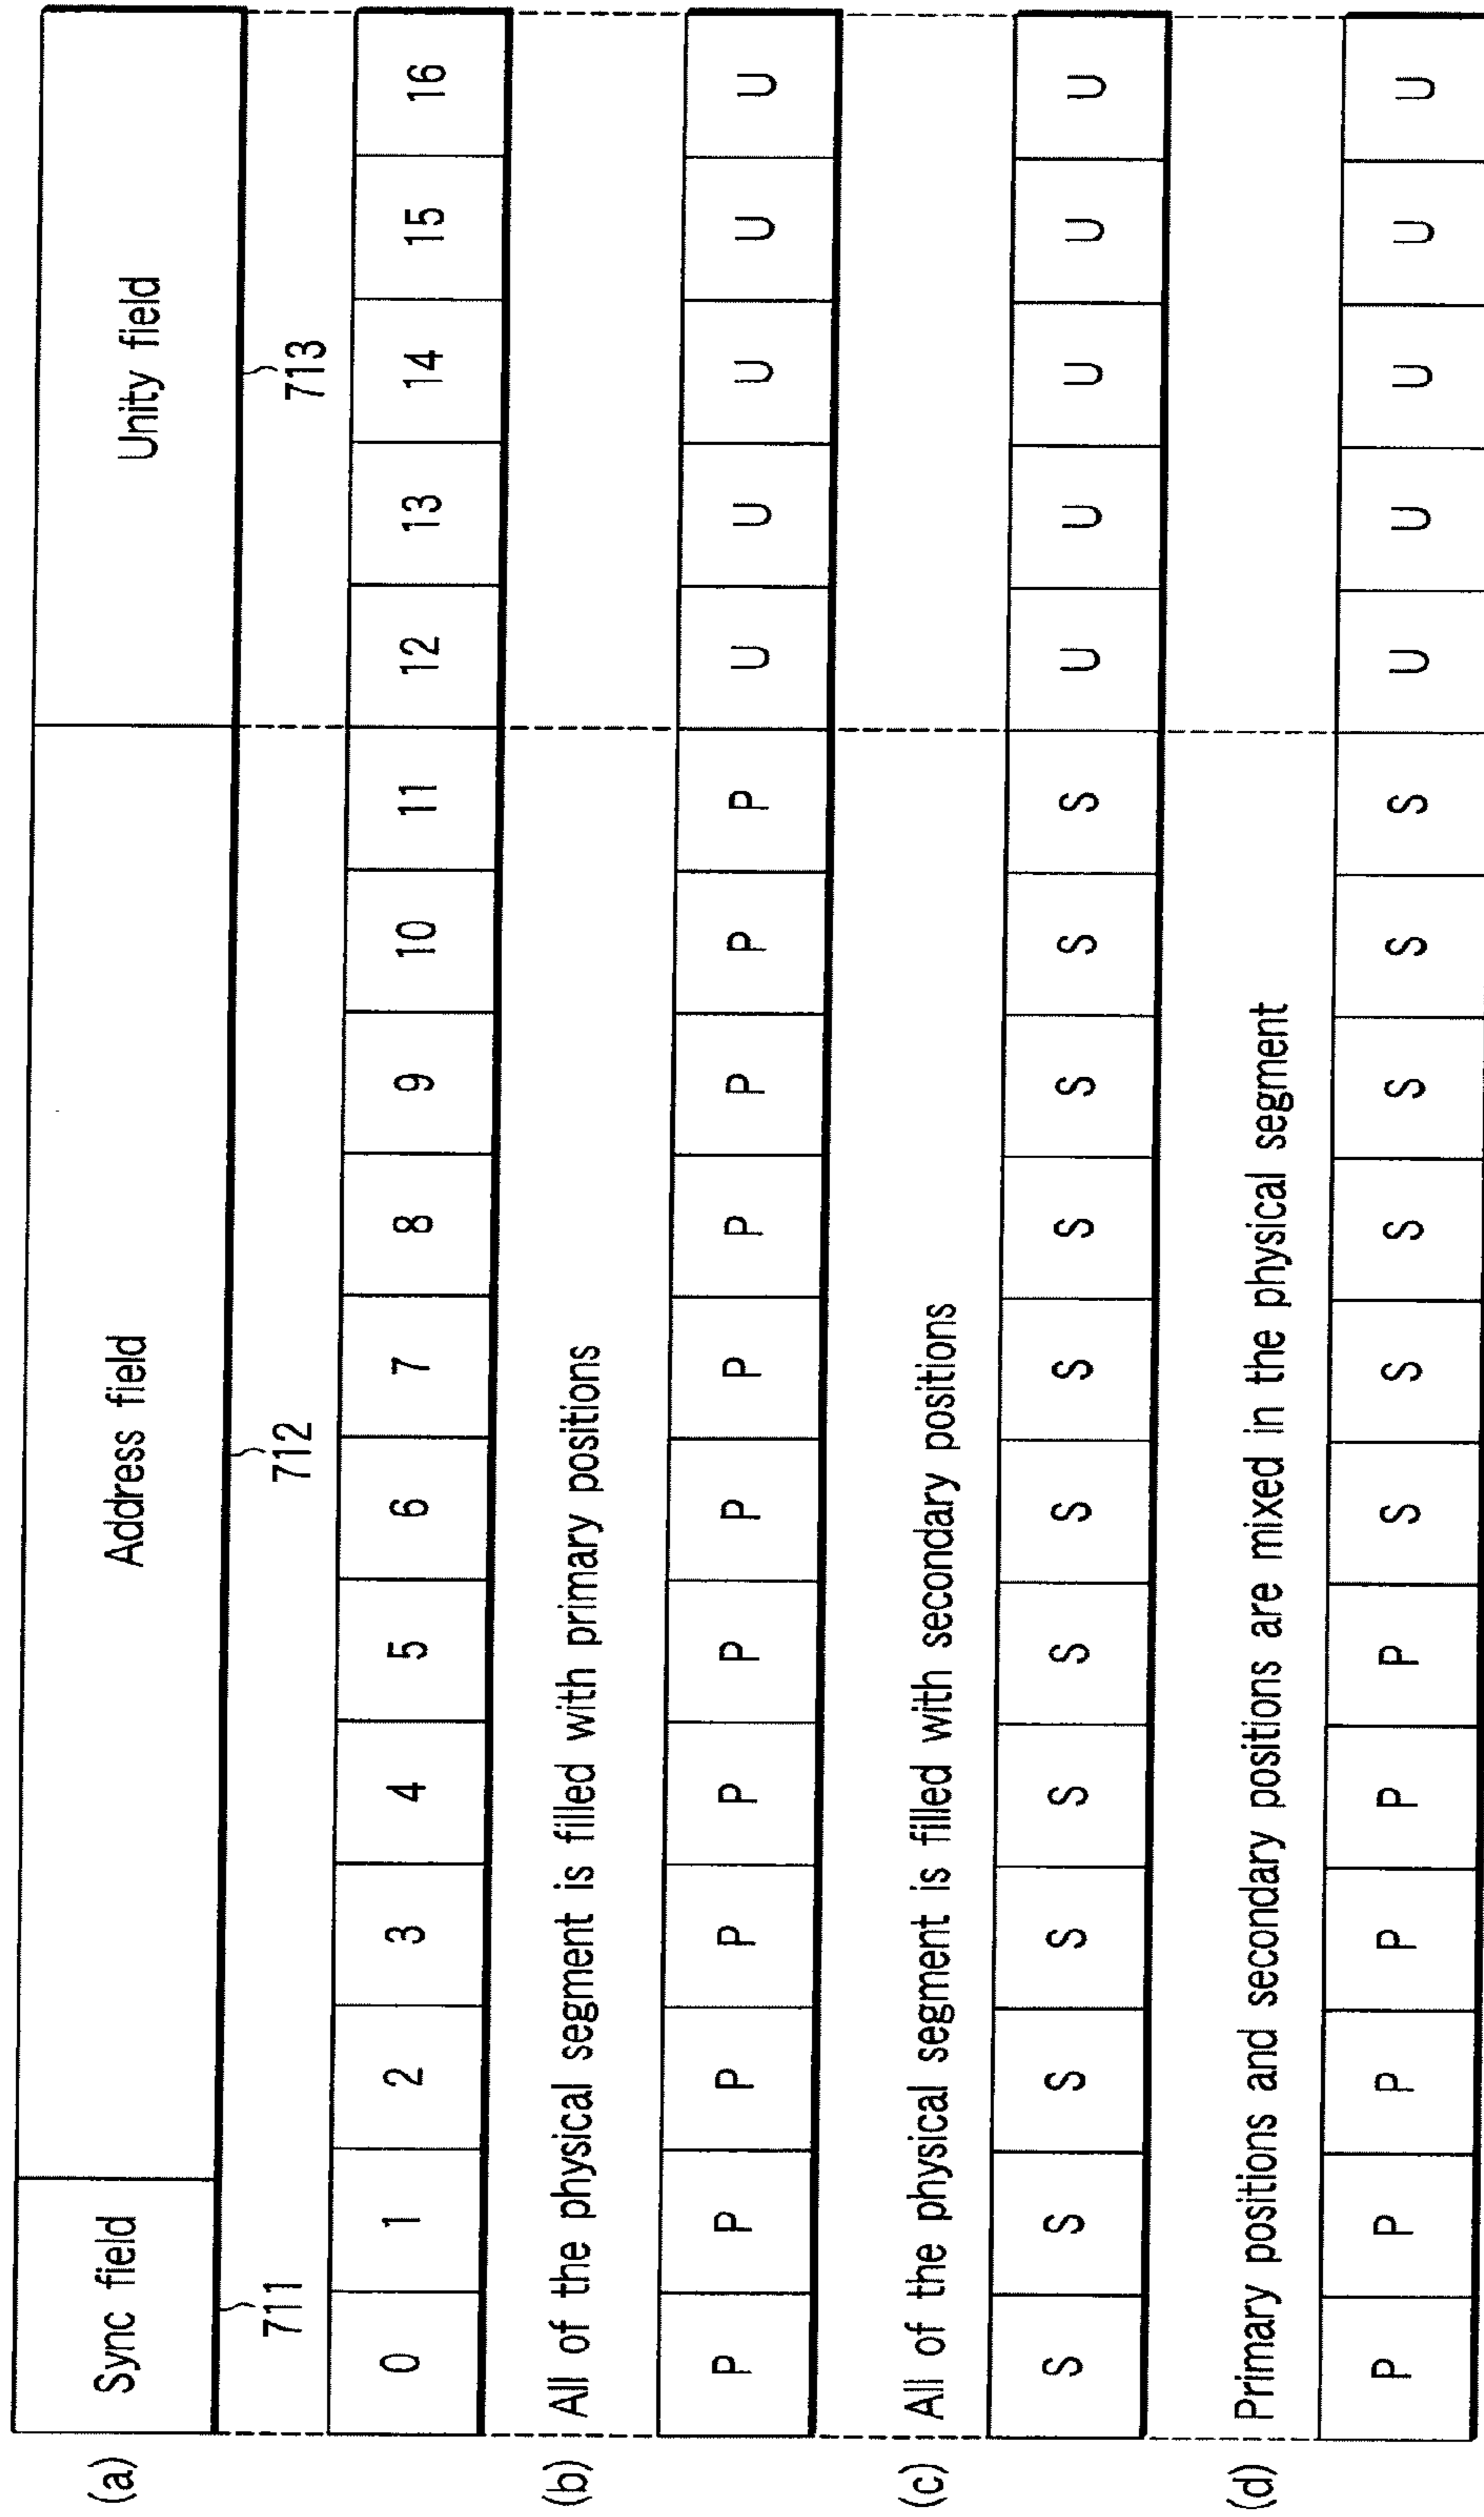 (a)
Sync field Address field Unity field
711 712 713
0 1 2 3 4 5 6 7 8 9 10 11 12 13 14 15 16
(b) All of the physical segment is filled with primary positions
P P P P P P P P P P P P U U U U U
(c) All of the physical segment is filled with secondary positions
S S S S S S S S S S S S U U U U U
(d) Primary positions and secondary positions are mixed in the physical segment
P P P P P P S S S S S S U U U U U